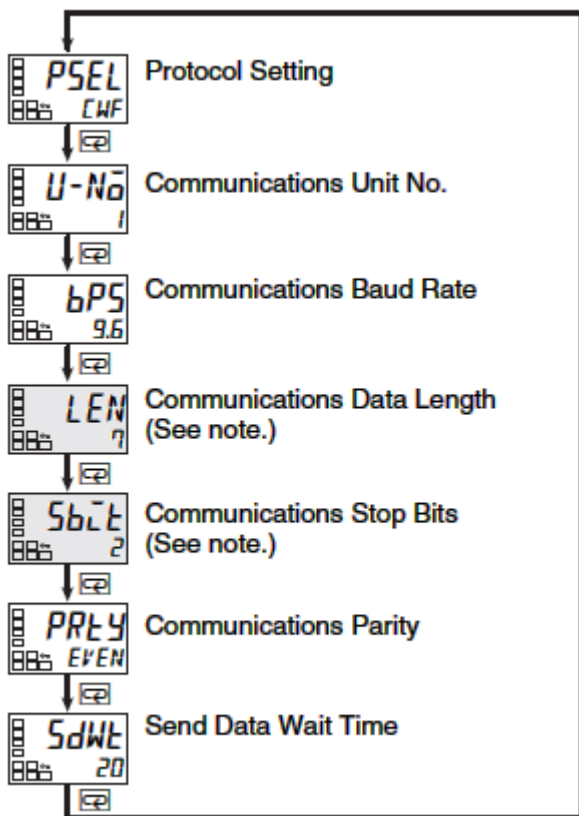 PSEL
CWF
Protocol Setting
U-No
1
Communications Unit No.
bPS
9.6
Communications Baud Rate
LEN
7
Communications Data Length
(See note.)
Sbit
2
Communications Stop Bits
(See note.)
PRtY
EVEN
Communications Parity
SdWt
20
Send Data Wait Time